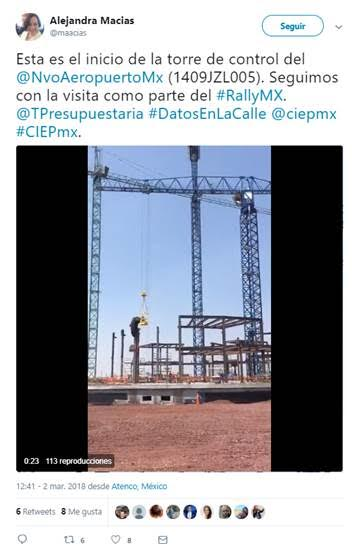 Alejandra Macias
@maacias
Seguir
Esta es el inicio de la torre de control del
@NvoAeropuertoMx (1409JZL005). Seguimos
con la visita como parte del #RallyMX.
@TPresupuestaria #DatosEnLaCalle @ciepmx
#CIEPmx.
0:23 113 reproducciones
12:41 - 2 mar. 2018 desde Atenco, México
6 Retweets 8 Me gusta
6 8